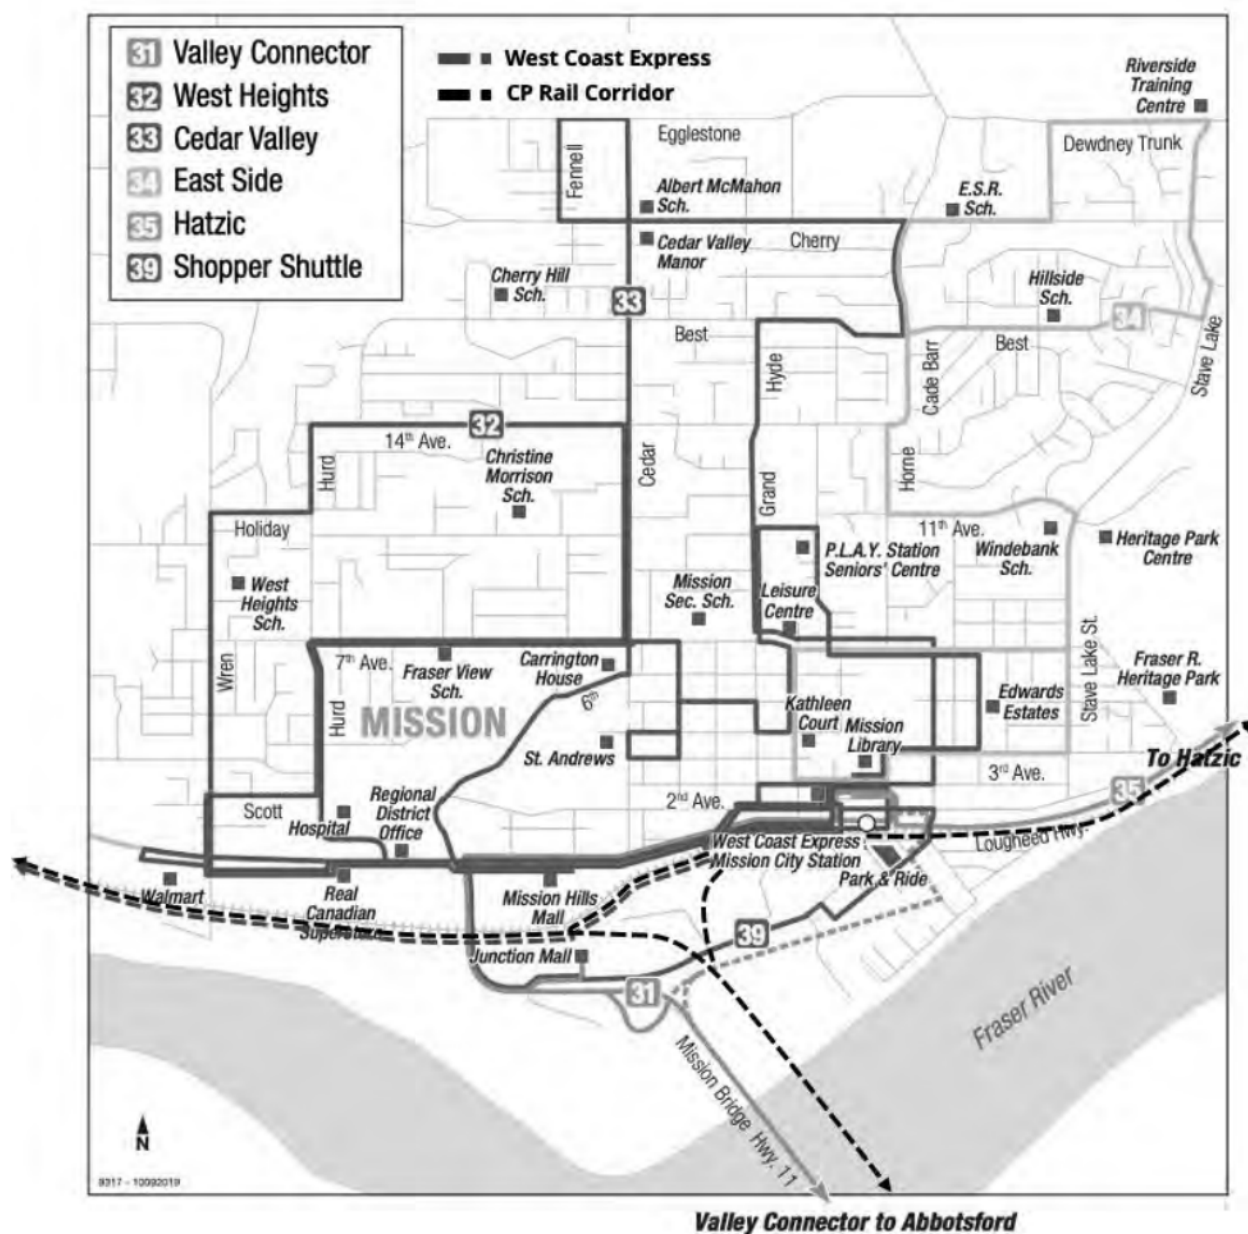 31 Valley Connector
32 West Heights
33 Cedar Valley
34 East Side
35 Hatzic
39 Shopper Shuttle
West Coast Express
CP Rail Corridor
Riverside
Training
Centre
Egglestone
Dewdney Trunk
Fennell
Albert McMahon
Sch.
E.S.R.
Sch.
Cedar Valley
Manor
Cherry
Cherry Hill
Sch.
33
Hillside
Sch.
34
Best
Best
Hyde
Cade Barr
Stave Lake
32
14th Ave.
Christine
Morrison
Sch.
Hurd
Cedar
Grand
Horne
Holiday
11th Ave.
Windebank
Sch.
Heritage Park
Centre
P.L.A.Y. Station
Seniors' Centre
West
Heights
Sch.
Mission
Sec. Sch.
Leisure
Centre
Wren
7th Ave.
Fraser View
Sch.
Carrington
House
6th
Hurd
MISSION
St. Andrews
Kathleen
Court
Mission
Library
Edwards
Estates
Stave Lake St.
Fraser R.
Heritage Park
To Hatzic
3rd Ave.
35
2nd Ave.
Scott
Hospital
Regional
District
Office
West Coast Express
Mission City Station
Lougheed Hwy.
Park & Ride
Walmart
Real
Canadian
Superstore
Mission Hills
Mall
39
Junction Mall
31
Fraser River
Mission Bridge Hwy. 11
N
9317 - 10092019
Valley Connector to Abbotsford